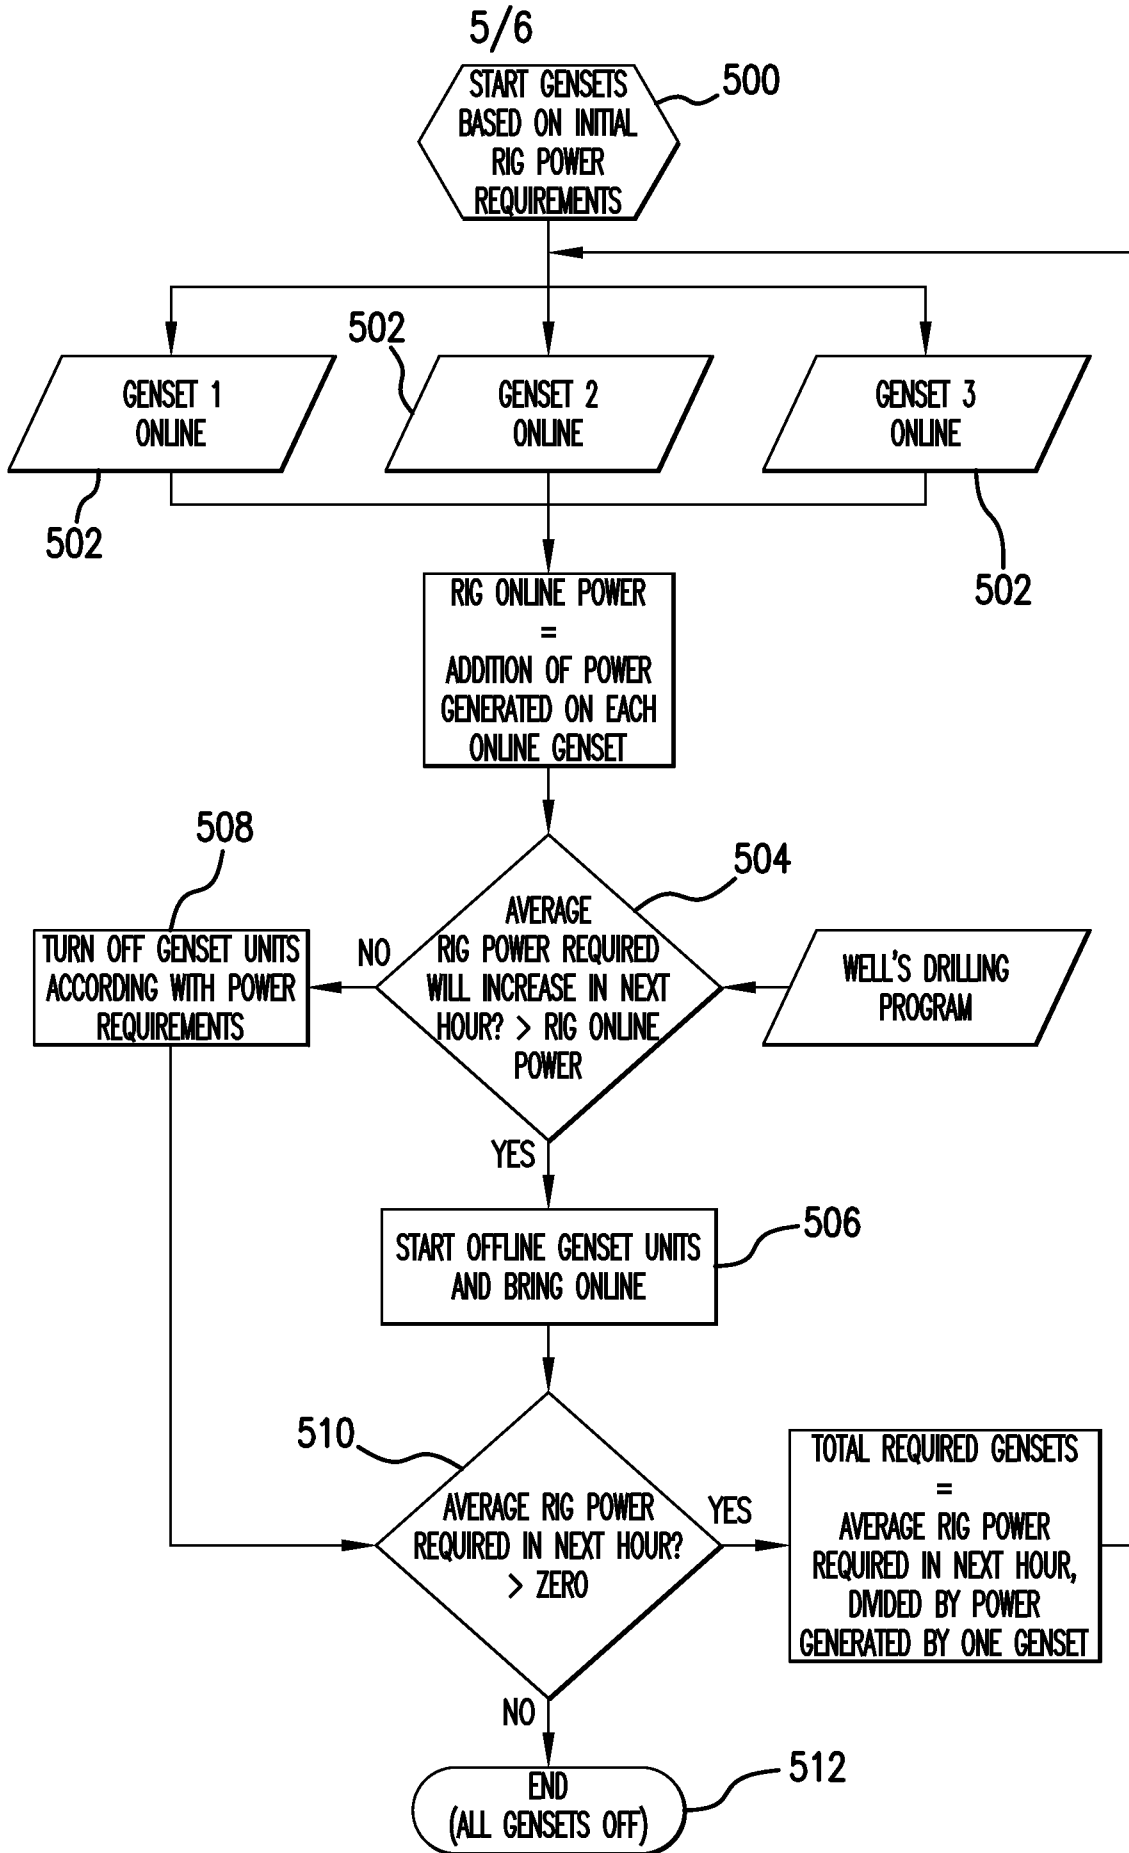 5/6
START GENSETS
BASED ON INITIAL
RIG POWER
REQUIREMENTS
500
502
GENSET 1
ONLINE
GENSET 2
ONLINE
GENSET 3
ONLINE
502
502
RIG ONLINE POWER
=
ADDITION OF POWER
GENERATED ON EACH
ONLINE GENSET
508
504
TURN OFF GENSET UNITS
ACCORDING WITH POWER
REQUIREMENTS
NO
AVERAGE
RIG POWER REQUIRED
WILL INCREASE IN NEXT
HOUR? > RIG ONLINE
POWER
WELL'S DRILLING
PROGRAM
YES
START OFFLINE GENSET UNITS
AND BRING ONLINE
506
510
AVERAGE RIG POWER
REQUIRED IN NEXT HOUR?
> ZERO
YES
TOTAL REQUIRED GENSETS
=
AVERAGE RIG POWER
REQUIRED IN NEXT HOUR,
DIVIDED BY POWER
GENERATED BY ONE GENSET
NO
END
(ALL GENSETS OFF)
512